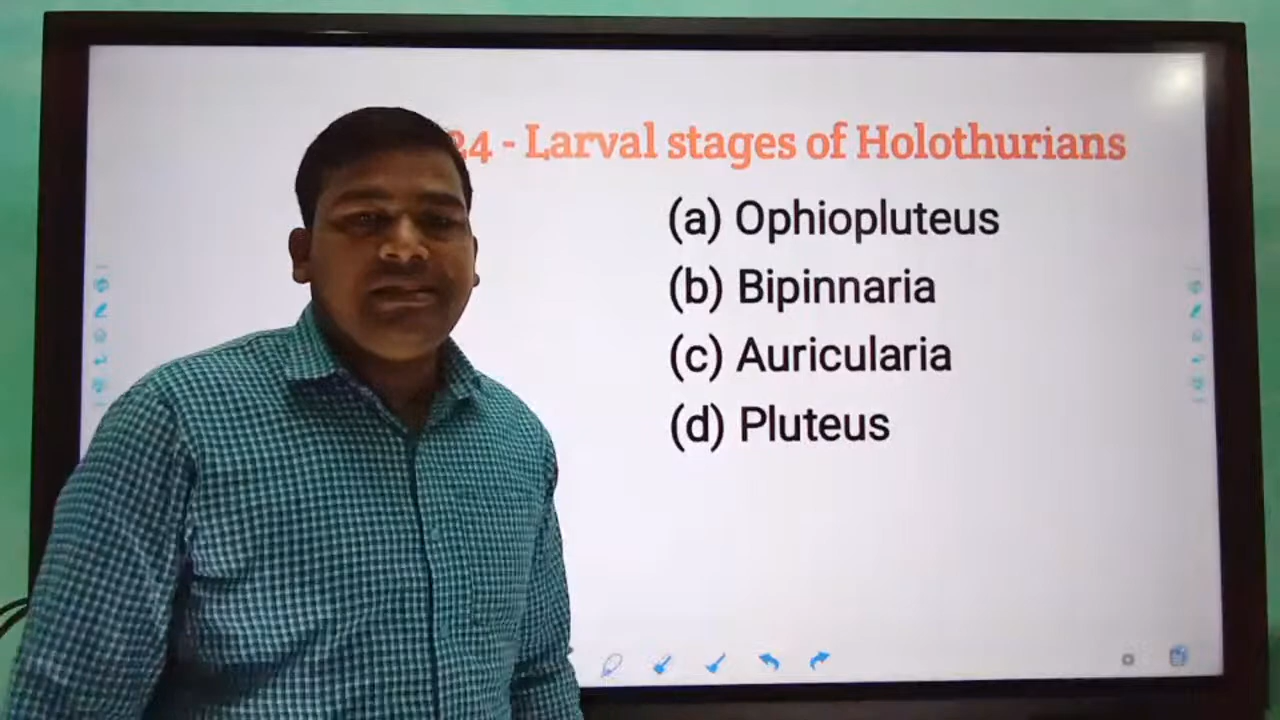 24 - Larval stages of Holothurians
(a) Ophiopluteus
(b) Bipinnaria
(c) Auricularia
(d) Pluteus